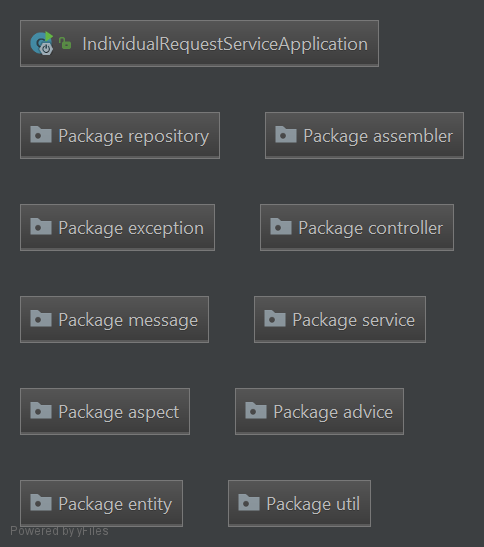 IndividualRequestServiceApplication
Package repository
Package assembler
Package exception
Package controller
Package message
Package service
Package aspect
Package advice
Package entity
Package util
Powered by yFiles